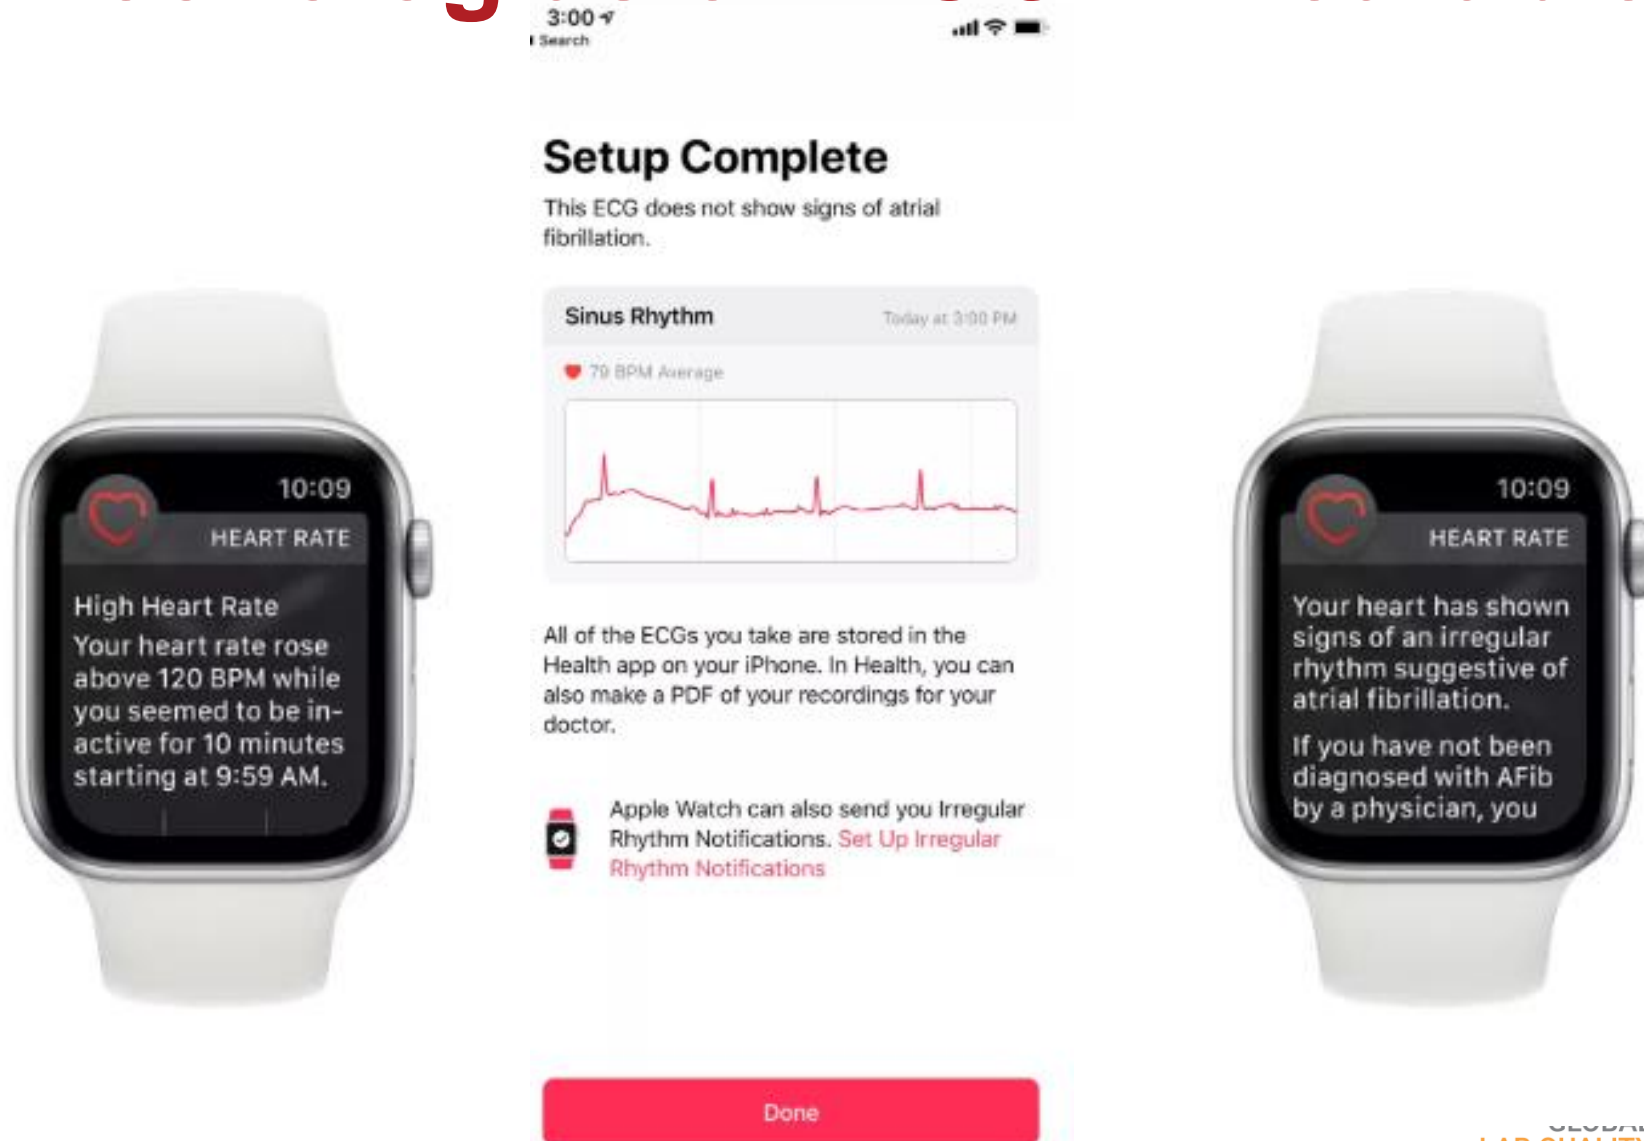 3:00
Search
Setup Complete
This ECG does not show signs of atrial
fibrillation.
Sinus Rhythm
Today at 3:00 PM
79 BPM Average
All of the ECGs you take are stored in the
Health app on your iPhone. In Health, you can
also make a PDF of your recordings for your
doctor.
Apple Watch can also send you Irregular
Rhythm Notifications. Set Up Irregular
Rhythm Notifications
Done
10:09
HEART RATE
High Heart Rate
Your heart rate rose
above 120 BPM while
you seemed to be in-
active for 10 minutes
starting at 9:59 AM.
10:09
HEART RATE
Your heart has shown
signs of an irregular
rhythm suggestive of
atrial fibrillation.
If you have not been
diagnosed with AFib
by a physician, you